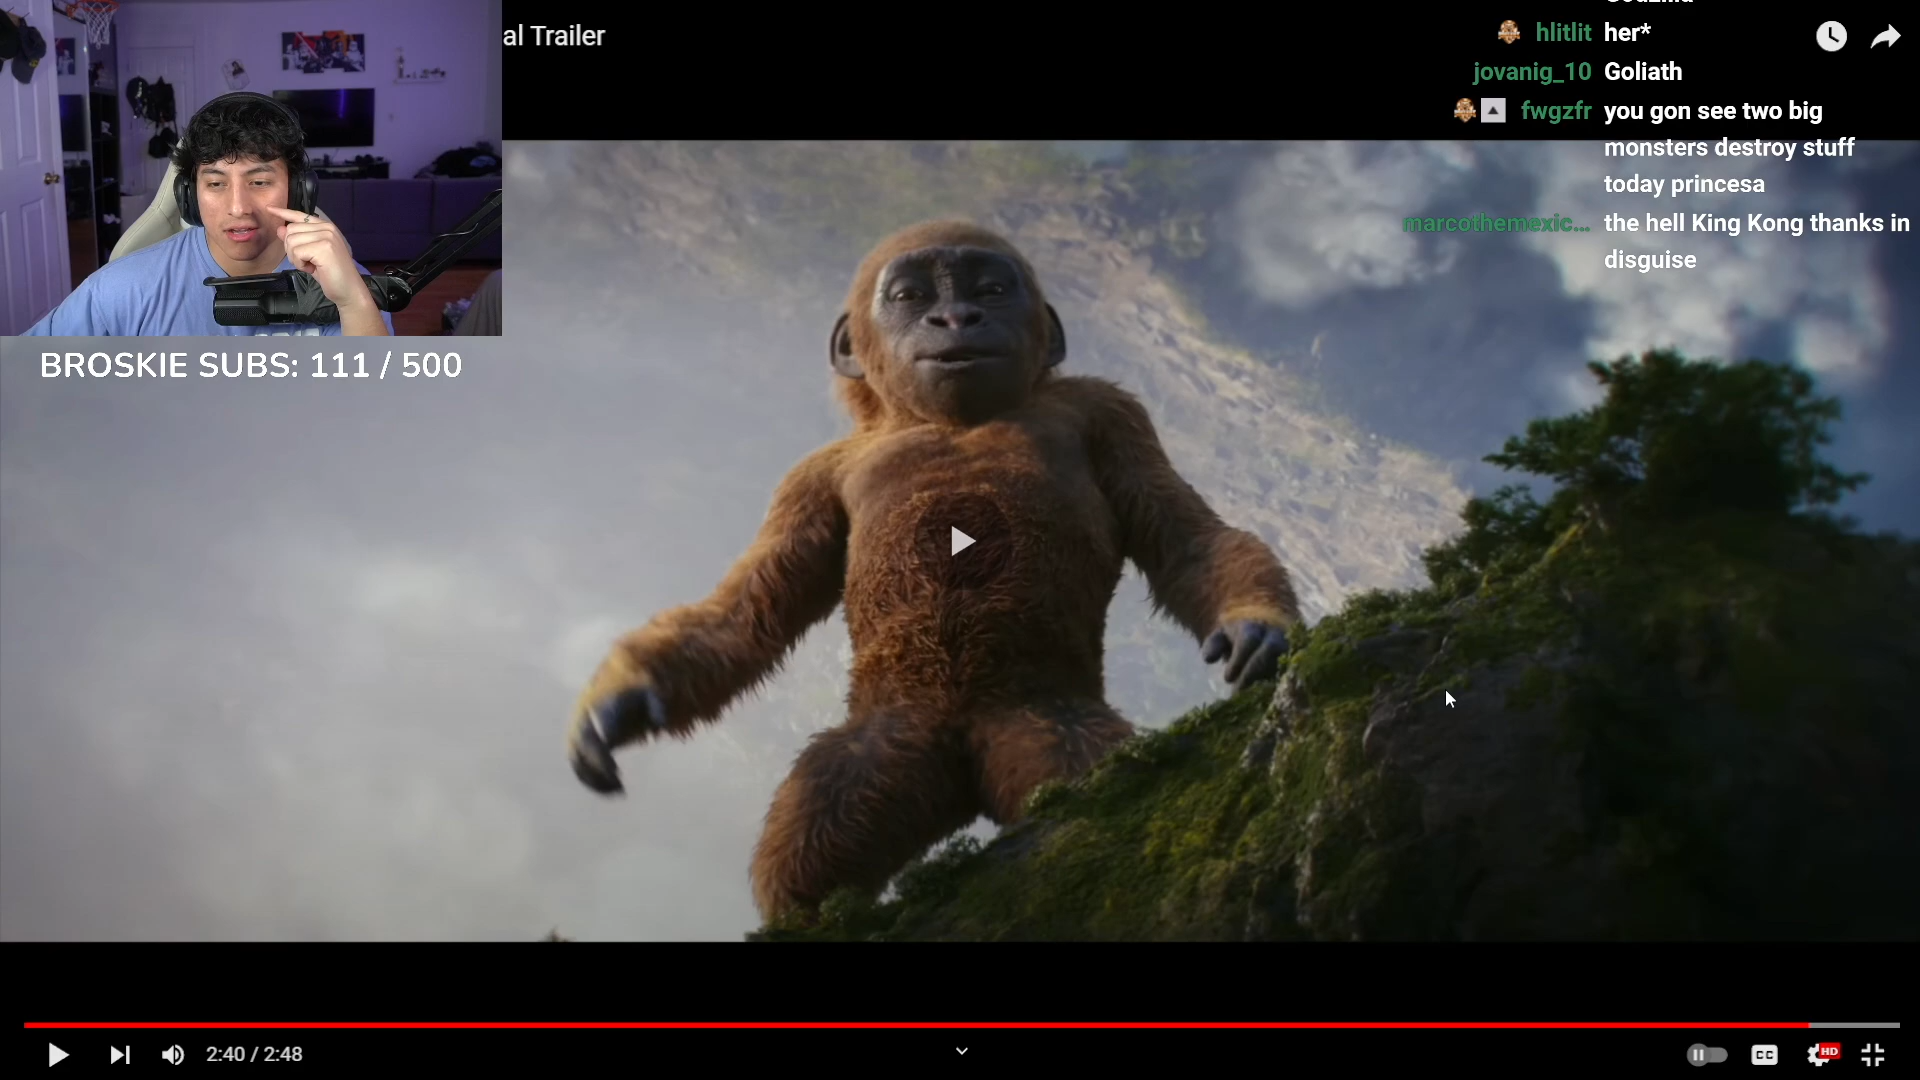 al Trailer
hlitlit her*
jovanig_10 Goliath
fwgzfr you gon see two big
monsters destroy stuff
today princesa
marcothemexic... the hell King Kong thanks in
disguise
BROSKIE SUBS: 111 / 500
2:40 / 2:48
CC
HD